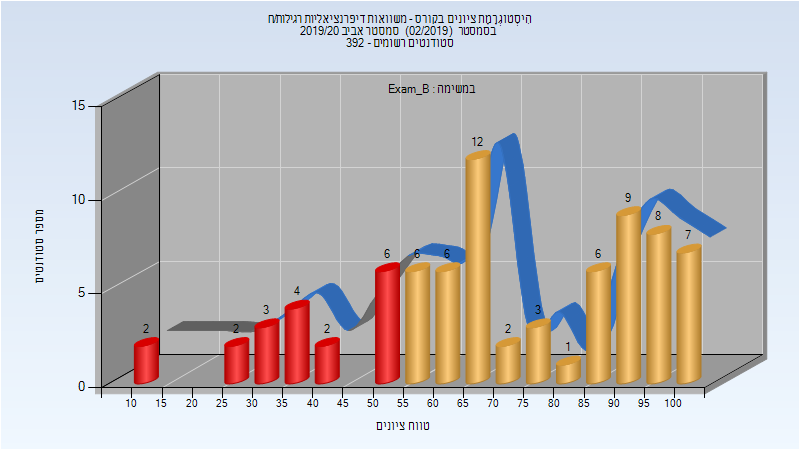 היסטוגרמת ציונים בקורס - משוואות דיפרנציאליות רגילות/ח
בסמסטר (02/2019) סמסטר אביב 2019/20
סטודנטים רשומים - 392
במשימה : Exam_B
מספר סטודנטים
15
10
5
0
2 2 3 4 2 6 6 6 12 2 3 1 6 9 8 7
10 15 20 25 30 35 40 45 50 55 60 65 70 75 80 85 90 95 100
טווח ציונים